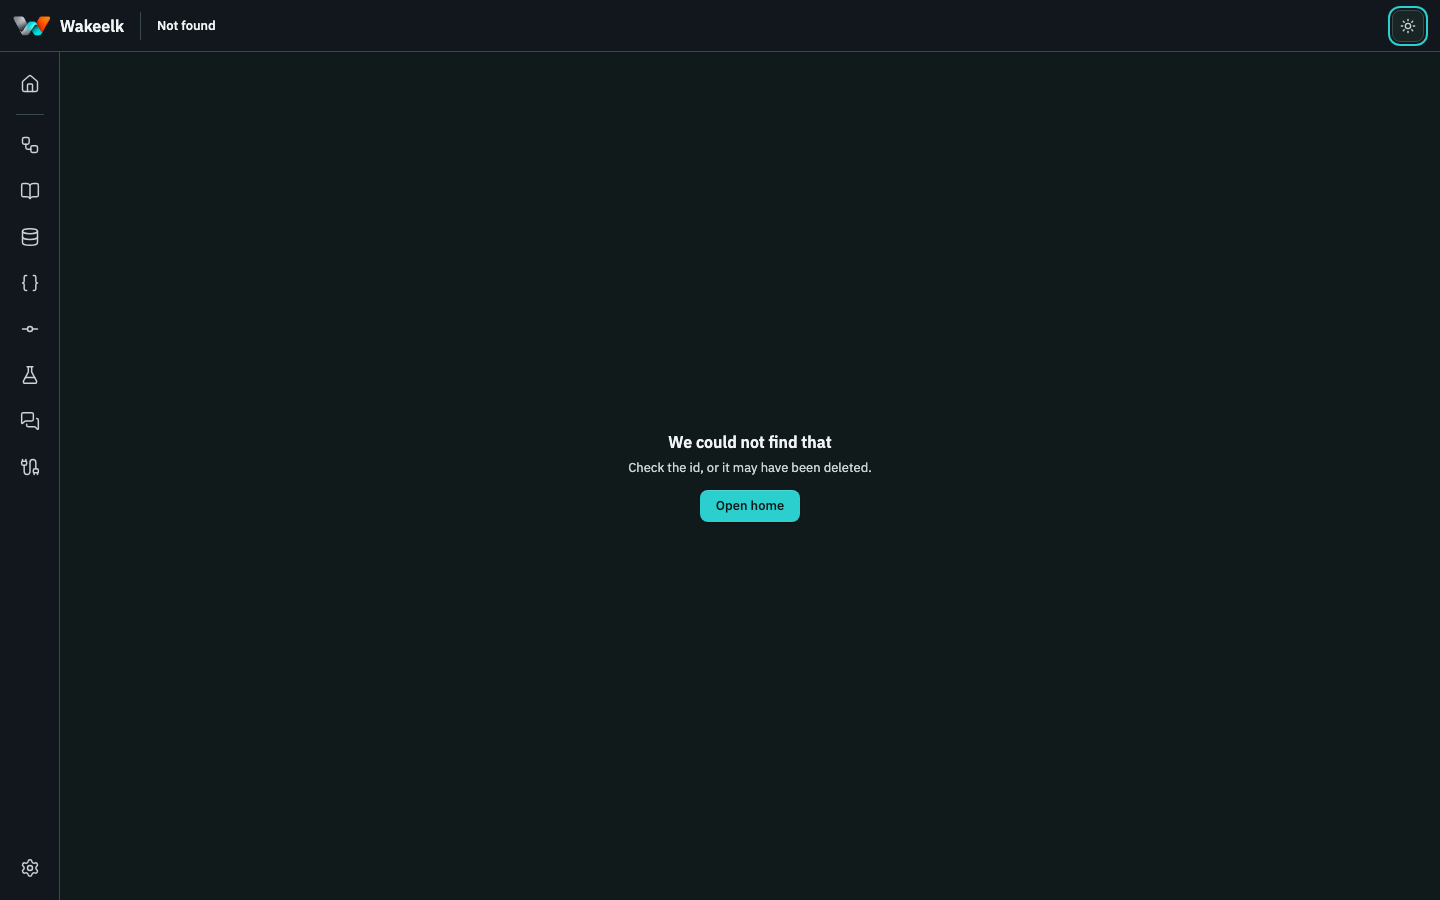 Wakeelk
Not found
We could not find that
Check the id, or it may have been deleted.
Open home